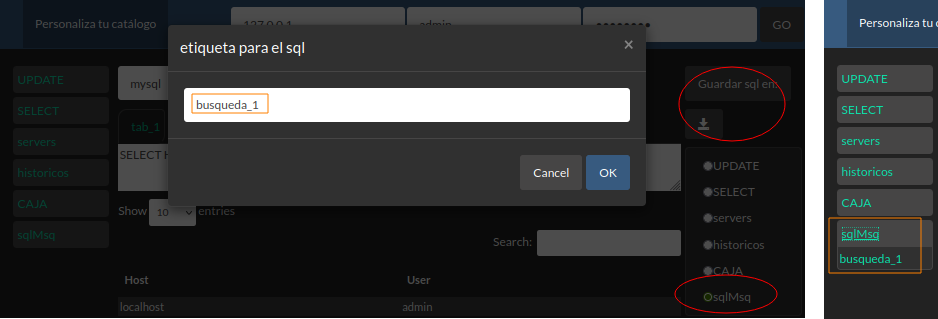 Personaliza tu catálogo
127.0.0.1
admin
GO
etiqueta para el sql
×
busqueda_1
Cancel
OK
UPDATE
SELECT
servers
historicos
CAJA
sqlMsq
mysql
tab_1
SELECT
Show 10 entries
Search:
Host User
localhost admin
Guardar sql en:
UPDATE
SELECT
servers
historicos
CAJA
sqlMsq
Personaliza tu
UPDATE
SELECT
servers
historicos
CAJA
sqlMsq
busqueda_1